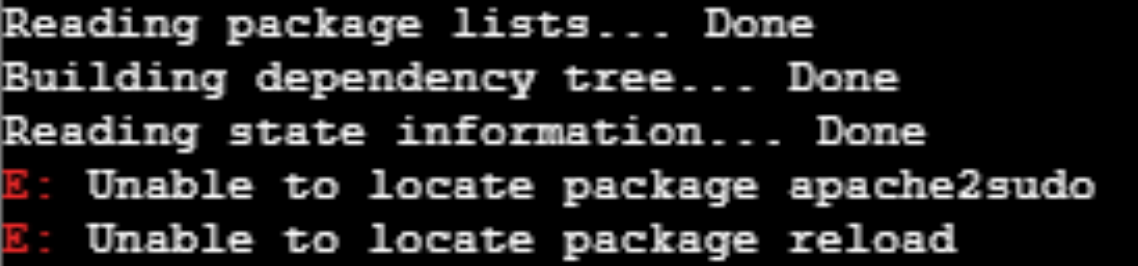 Reading package lists... Done
Building dependency tree... Done
Reading state information... Done
E: Unable to locate package apache2sudo
E: Unable to locate package reload